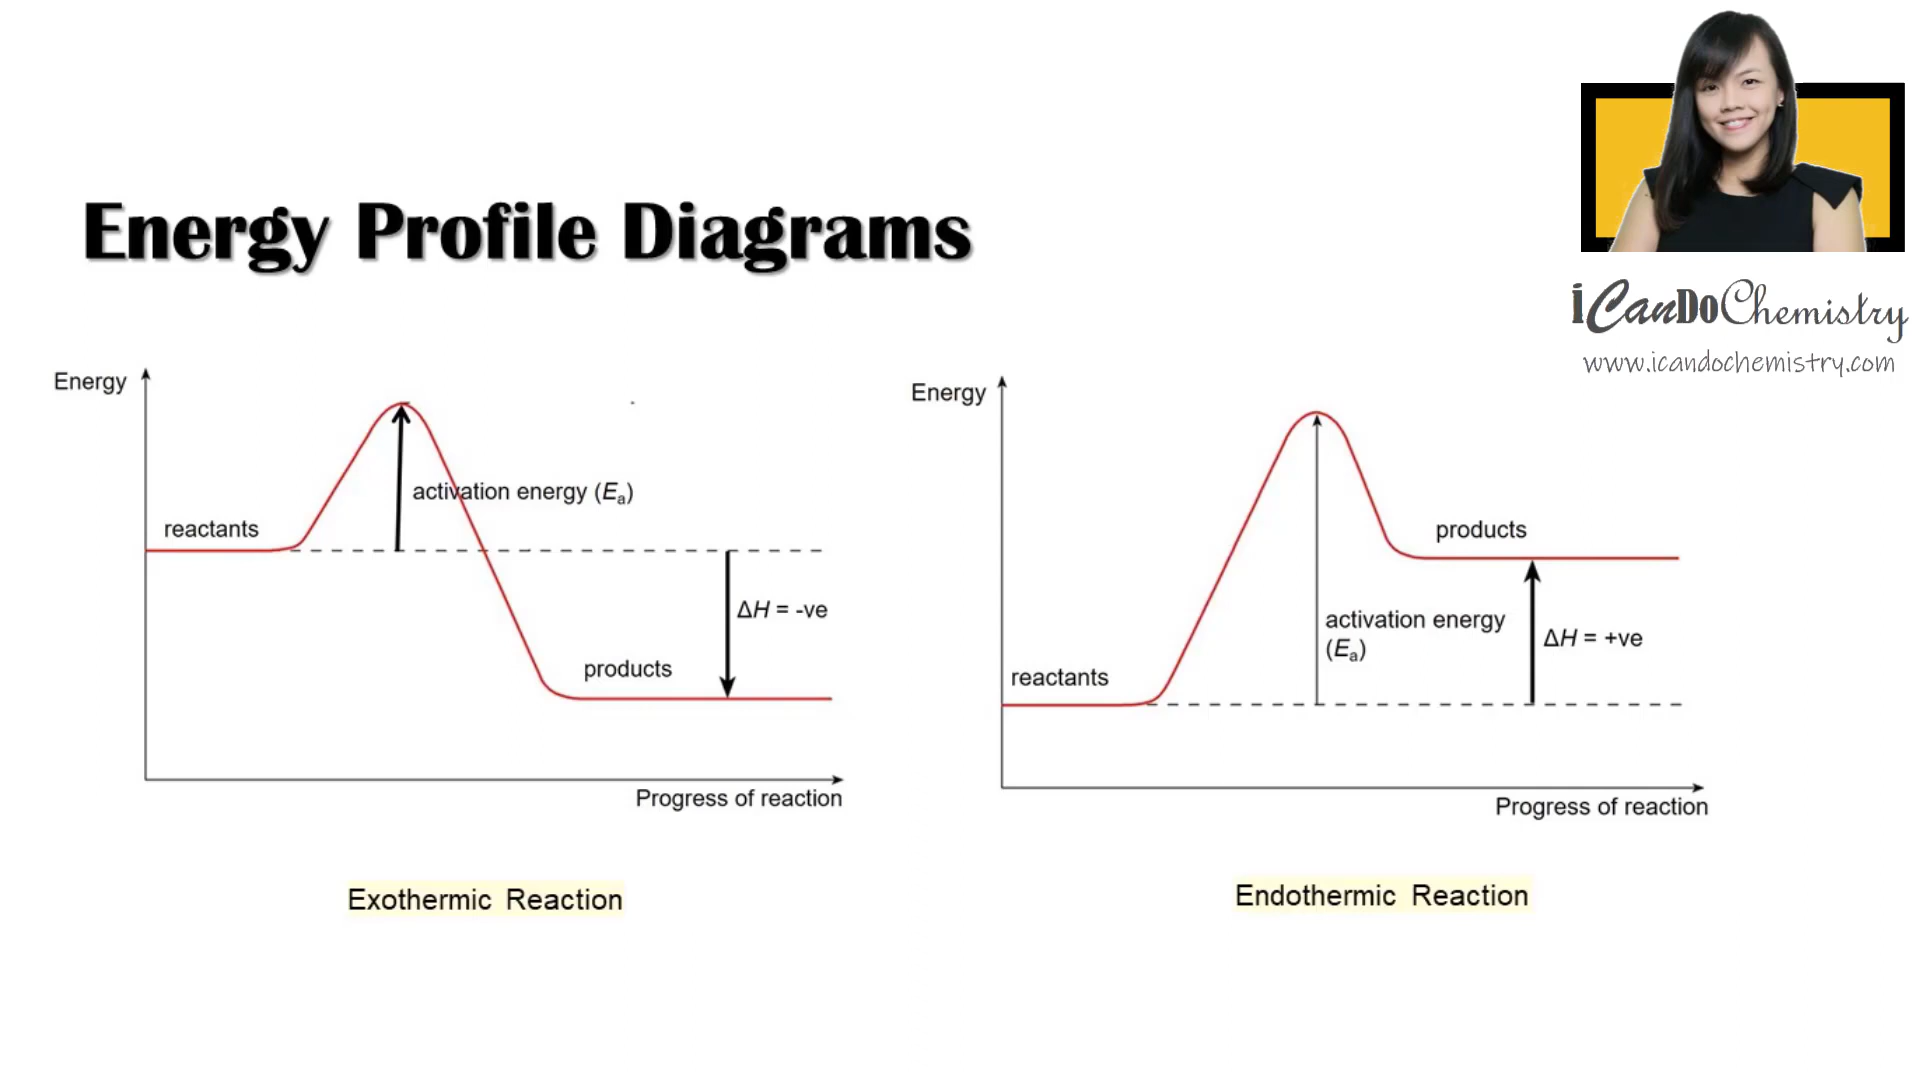 Energy Profile Diagrams
iCanDoChemistry
www.icandochemistry.com
Energy
activation energy (Ea)
reactants
ΔH = -ve
products
Progress of reaction
Exothermic Reaction
Energy
products
activation energy
(Ea)
ΔH = +ve
reactants
Progress of reaction
Endothermic Reaction